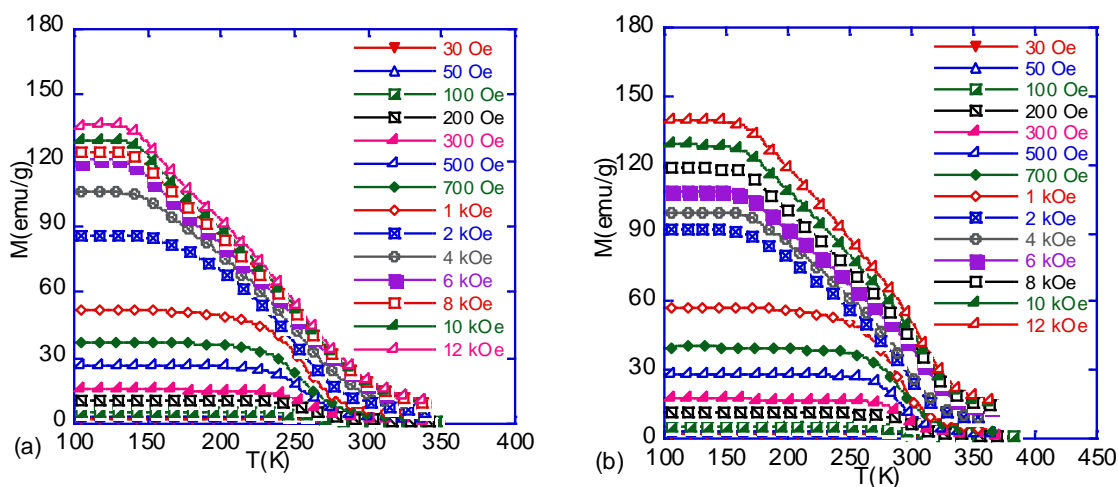 180
150
120
90
60
30
0
M(emu/g)
30 Oe
50 Oe
100 Oe
200 Oe
300 Oe
500 Oe
700 Oe
1 kOe
2 kOe
4 kOe
6 kOe
8 kOe
10 kOe
12 kOe
100 150 200 250 300 350 400
T(K)
(a)
180
150
120
90
60
30
0
M(emu/g)
30 Oe
50 Oe
100 Oe
200 Oe
300 Oe
500 Oe
700 Oe
1 kOe
2 kOe
4 kOe
6 kOe
8 kOe
10 kOe
12 kOe
100 150 200 250 300 350 400 450
T(K)
(b)